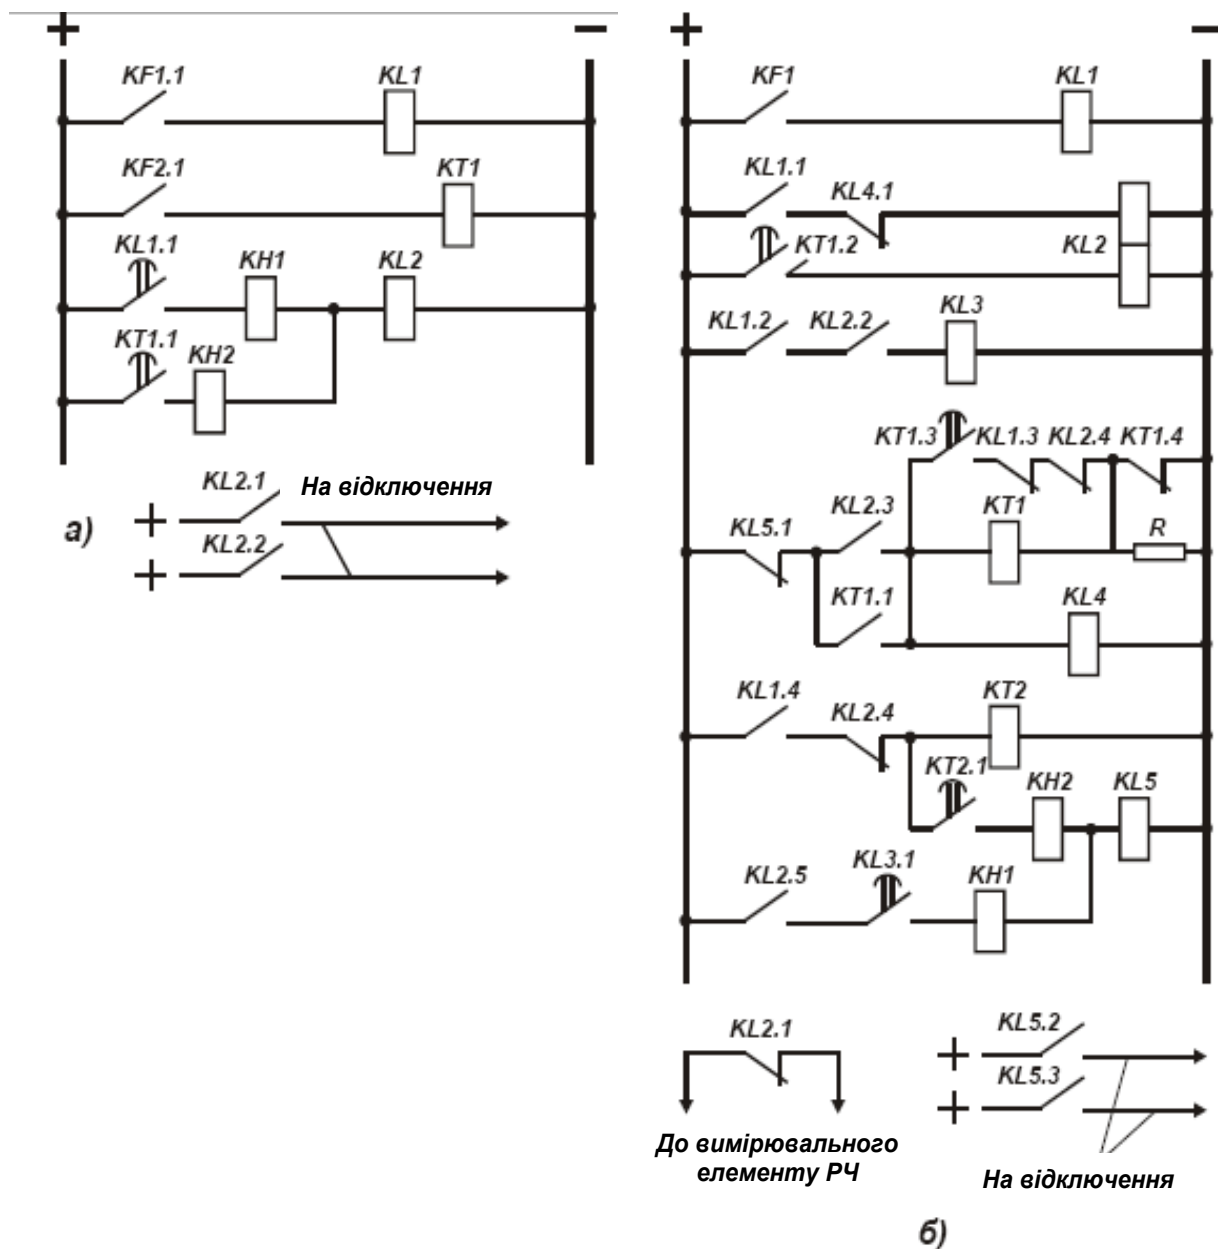 + −
KF1.1 KL1
KF2.1 KT1
KL1.1 KH1 KL2
KT1.1 KH2
KL2.1 На відключення
+
а) KL2.2
+
+ −
KF1 KL1
KL1.1 KL4.1
KT1.2 KL2
KL1.2 KL2.2 KL3
KT1.3 KL1.3 KL2.4 KT1.4
KL5.1 KL2.3 KT1 R
KT1.1 KL4
KL1.4 KL2.4 KT2
KT2.1 KH2 KL5
KL2.5 KL3.1 KH1
KL2.1 KL5.2
+
KL5.3
+
До вимірювального
елементу РЧ
На відключення
б)